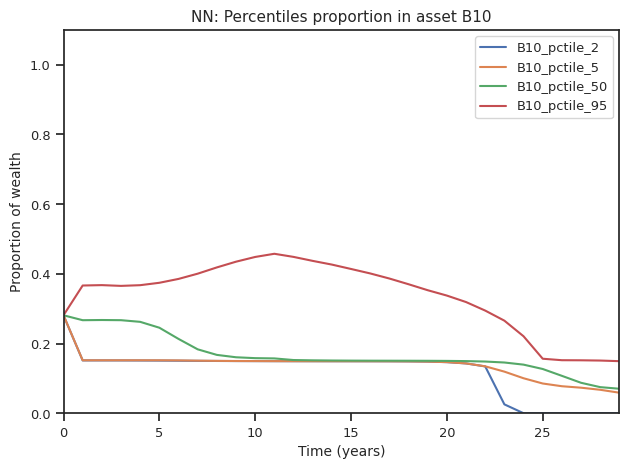 NN: Percentiles proportion in asset B10
B10_pctile_2
B10_pctile_5
B10_pctile_50
B10_pctile_95
Proportion of wealth
1.0
0.8
0.6
0.4
0.2
0.0
0 5 10 15 20 25
Time (years)